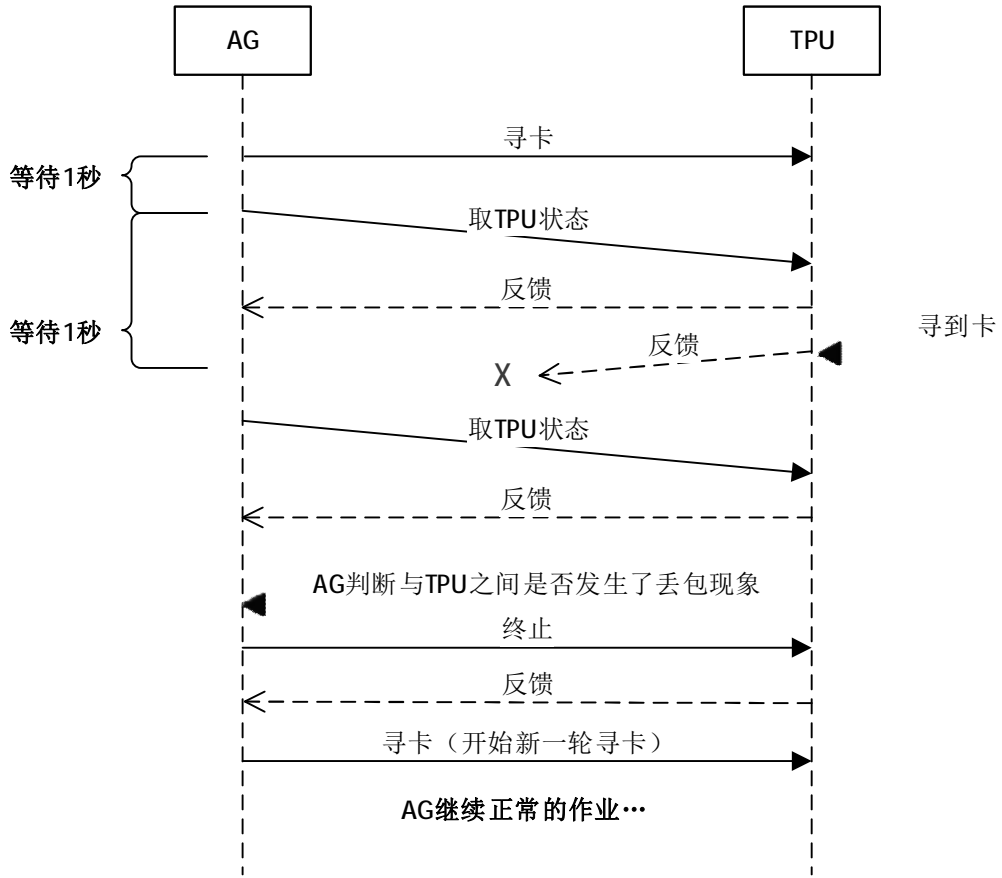 AG
TPU
寻卡
等待1秒
取TPU状态
反馈
等待1秒
寻到卡
反馈
X
取TPU状态
反馈
AG判断与TPU之间是否发生了丢包现象
终止
反馈
寻卡（开始新一轮寻卡）
AG继续正常的作业…